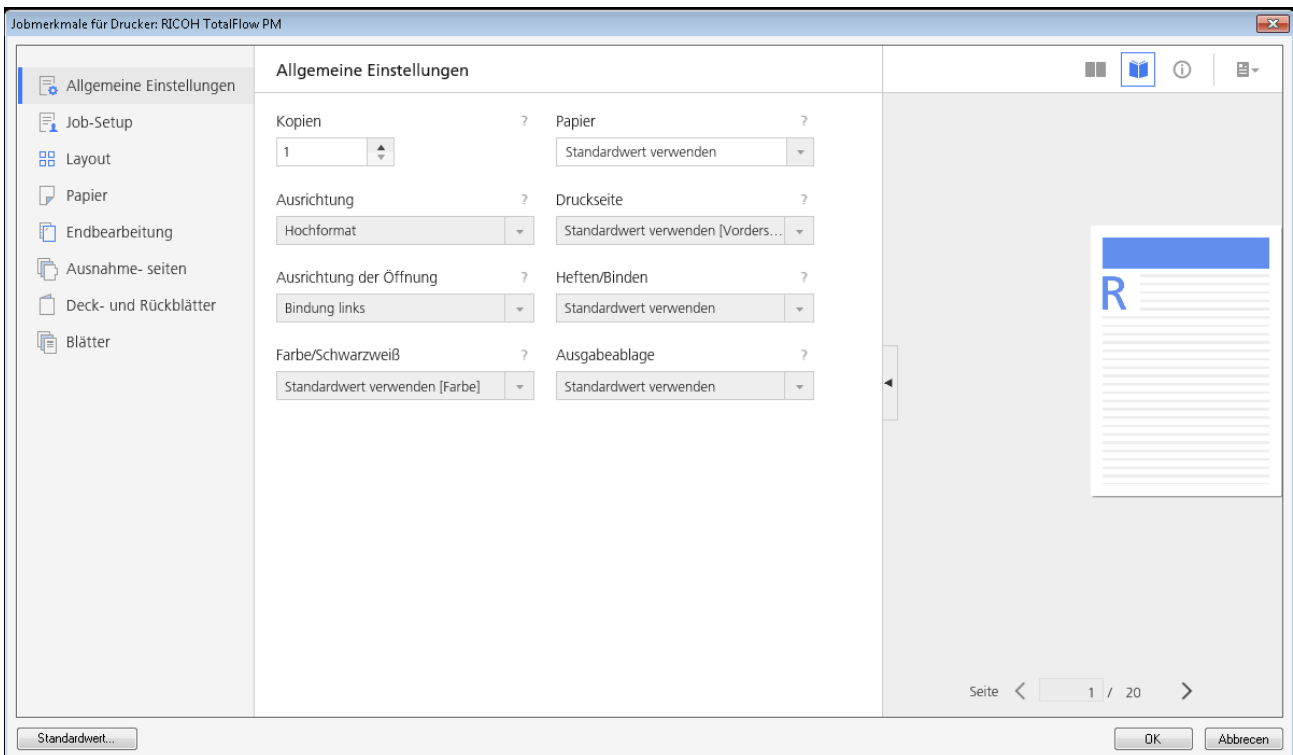 Jobmerkmale für Drucker: RICOH TotalFlow PM
Allgemeine Einstellungen
Job-Setup
Layout
Papier
Endbearbeitung
Ausnahme- seiten
Deck- und Rückblätter
Blätter
Allgemeine Einstellungen
Kopien ?
1
Papier ?
Standardwert verwenden
Ausrichtung ?
Hochformat
Druckseite ?
Standardwert verwenden [Vorders...
Ausrichtung der Öffnung ?
Bindung links
Heften/Binden ?
Standardwert verwenden
Farbe/Schwarzweiß ?
Standardwert verwenden [Farbe]
Ausgabeablage ?
Standardwert verwenden
R
Seite 1 / 20
Standardwert...
OK
Abbrecen